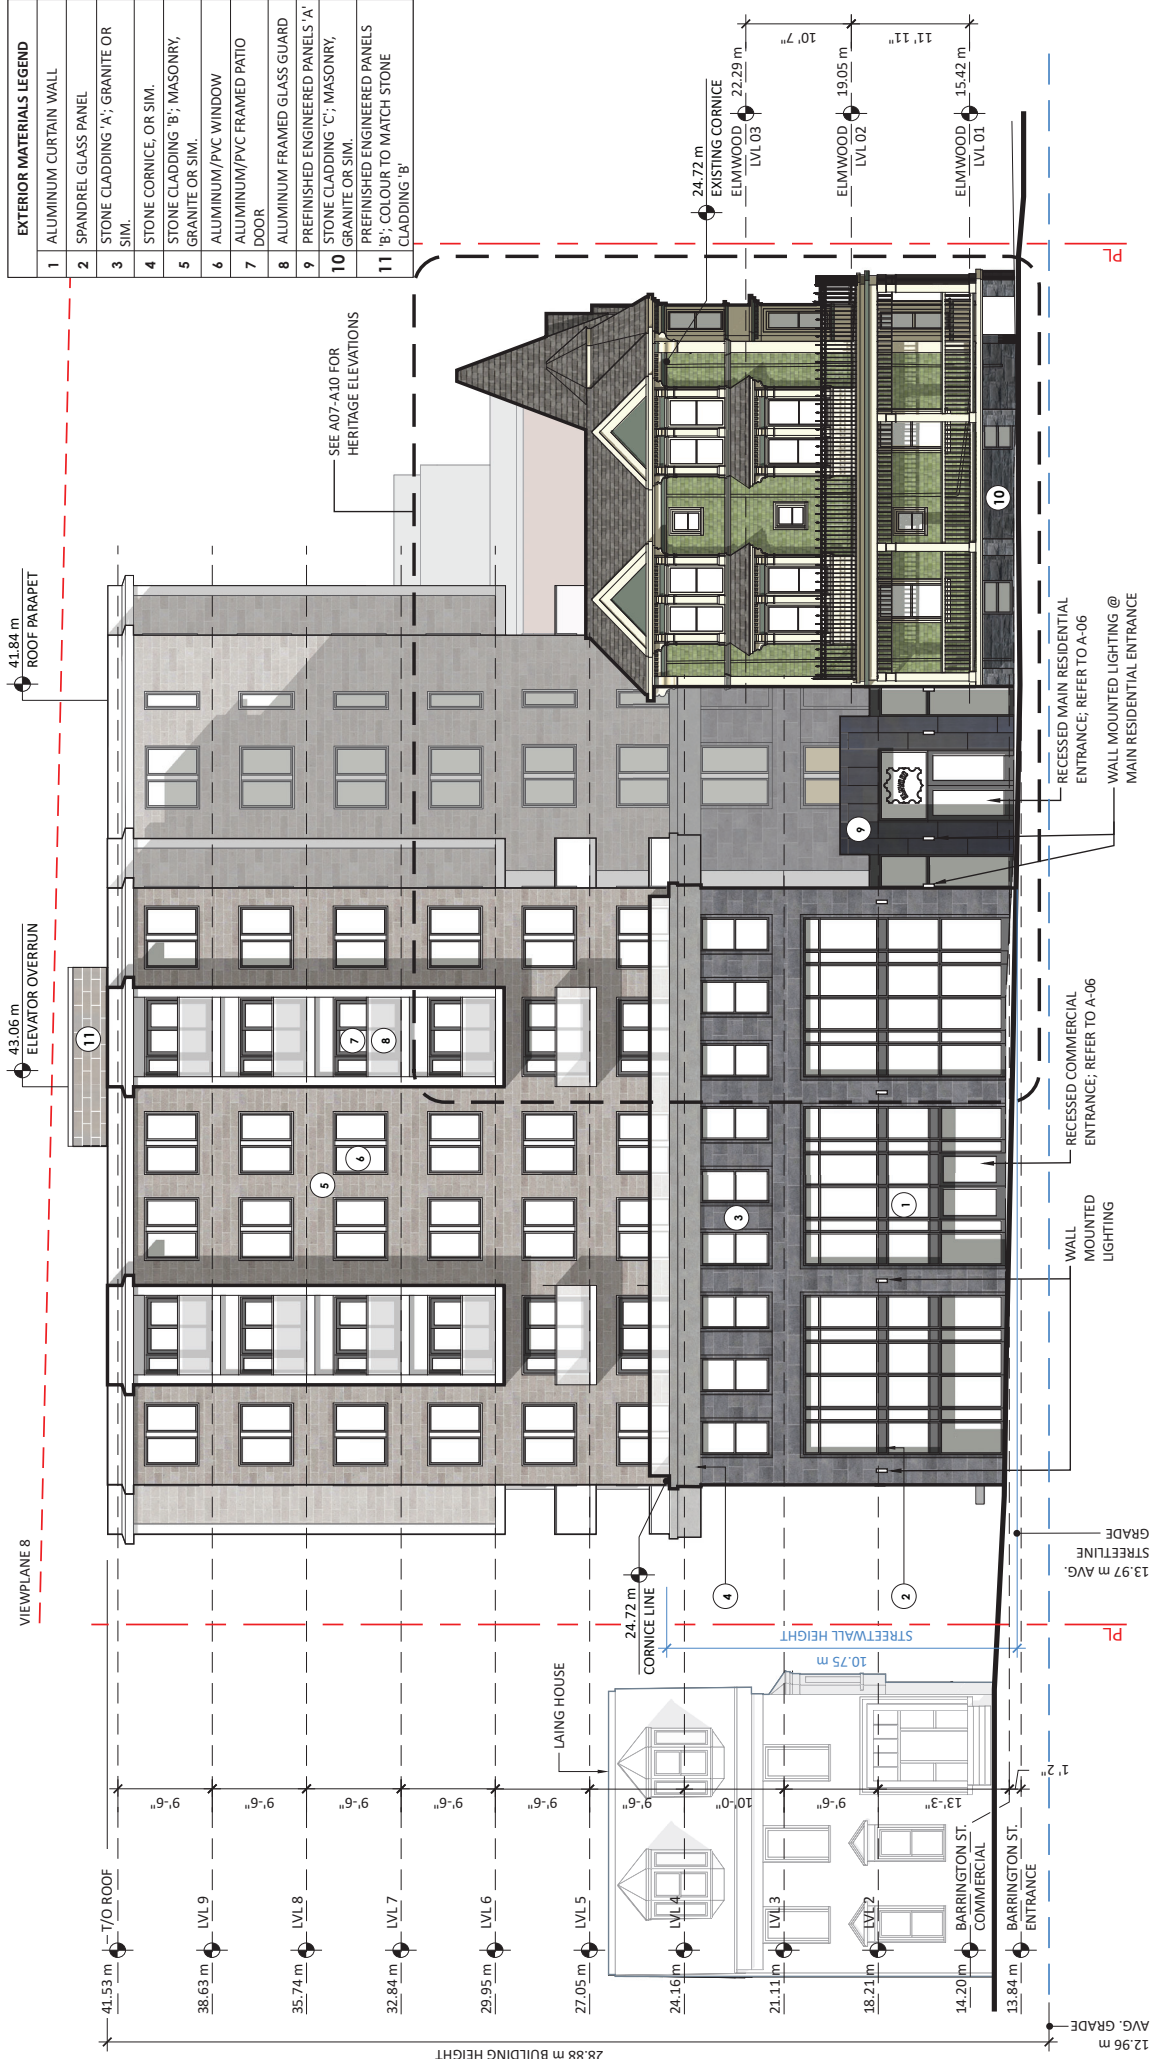 EXTERIOR MATERIALS LEGEND
1 ALUMINUM CURTAIN WALL
2 SPANDREL GLASS PANEL
3 STONE CLADDING 'A'; GRANITE OR
SIM.
4 STONE CORNICE, OR SIM.
5 STONE CLADDING 'B'; MASONRY,
GRANITE OR SIM.
6 ALUMINUM/PVC WINDOW
7 ALUMINUM/PVC FRAMED PATIO
DOOR
8 ALUMINUM FRAMED GLASS GUARD
9 PREFINISHED ENGINEERED PANELS 'A'
10 STONE CLADDING 'C'; MASONRY,
GRANITE OR SIM.
11 PREFINISHED ENGINEERED PANELS
'B'; COLOUR TO MATCH STONE
CLADDING 'B'
VIEWPLANE 8
43.06 m
ELEVATOR OVERRUN
41.84 m
ROOF PARAPET
SEE A07-A10 FOR
HERITAGE ELEVATIONS
24.72 m
EXISTING CORNICE
ELMWOOD 22.29 m
LVL 03
10' 7"
ELMWOOD 19.05 m
LVL 02
11' 11"
ELMWOOD 15.42 m
LVL 01
PL
28.88 m BUILDING HEIGHT
41.53 m T/O ROOF
9'-6"
38.63 m LVL 9
9'-6"
35.74 m LVL 8
9'-6"
32.84 m LVL 7
9'-6"
29.95 m LVL 6
9'-6"
27.05 m LVL 5
9'-6"
24.16 m LVL 4
10'-0"
21.11 m LVL 3
9'-6"
18.21 m LVL 2
13'-3"
14.20 m BARRINGTON ST.
COMMERCIAL
1' 2"
13.84 m BARRINGTON ST.
ENTRANCE
12.96 m
AVG. GRADE
LAING HOUSE
24.72 m
CORNICE LINE
10.75 m
STREETWALL HEIGHT
PL
13.97 m AVG.
STREETLINE
GRADE
11
5
6
7
8
3
1
4
2
9
10
WALL
MOUNTED
LIGHTING
RECESSED COMMERCIAL
ENTRANCE; REFER TO A-06
RECESSED MAIN RESIDENTIAL
ENTRANCE; REFER TO A-06
WALL MOUNTED LIGHTING @
MAIN RESIDENTIAL ENTRANCE